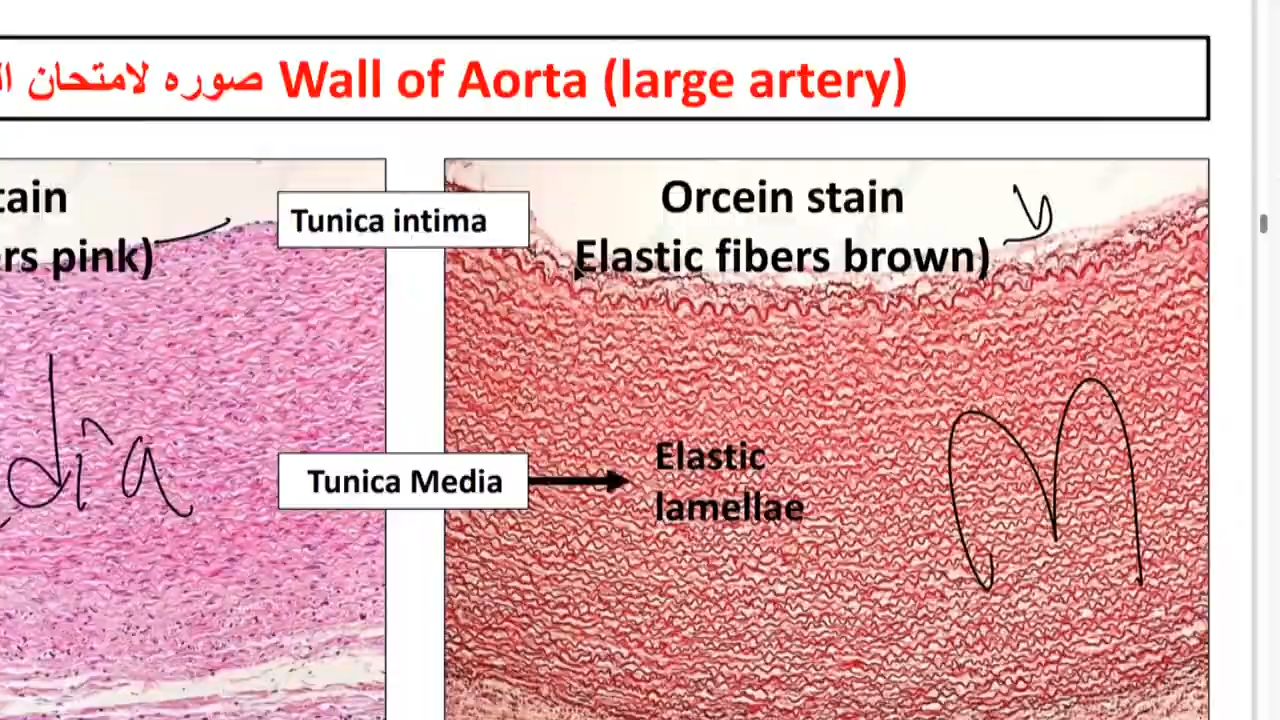 صوره لامتحان Wall of Aorta (large artery)
tain
rs pink)
Tunica intima
Orcein stain
Elastic fibers brown)
dia
Tunica Media
Elastic
lamellae
M